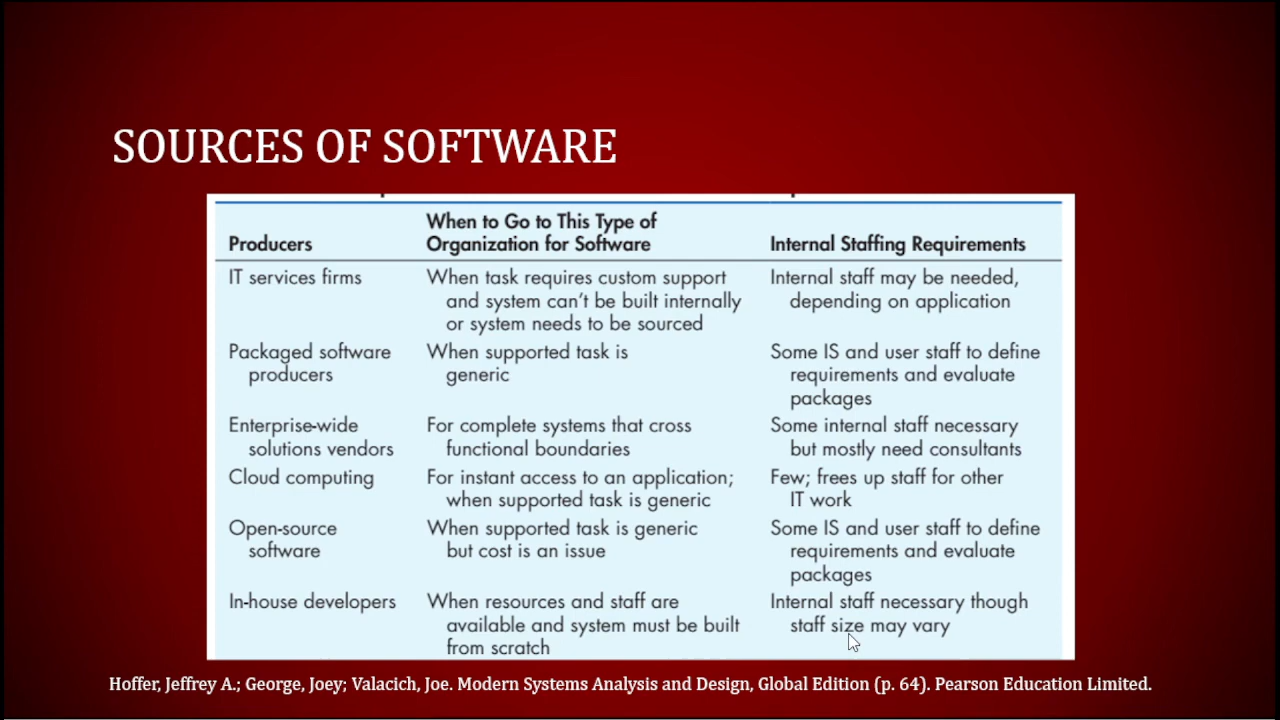 SOURCES OF SOFTWARE
Producers
When to Go to This Type of
Organization for Software
Internal Staffing Requirements
IT services firms
When task requires custom support
and system can’t be built internally
or system needs to be sourced
Internal staff may be needed,
depending on application
Packaged software
producers
When supported task is
generic
Some IS and user staff to define
requirements and evaluate
packages
Enterprise-wide
solutions vendors
For complete systems that cross
functional boundaries
Some internal staff necessary
but mostly need consultants
Cloud computing
For instant access to an application;
when supported task is generic
Few; frees up staff for other
IT work
Open-source
software
When supported task is generic
but cost is an issue
Some IS and user staff to define
requirements and evaluate
packages
In-house developers
When resources and staff are
available and system must be built
from scratch
Internal staff necessary though
staff size may vary
Hoffer, Jeffrey A.; George, Joey; Valacich, Joe. Modern Systems Analysis and Design, Global Edition (p. 64). Pearson Education Limited.